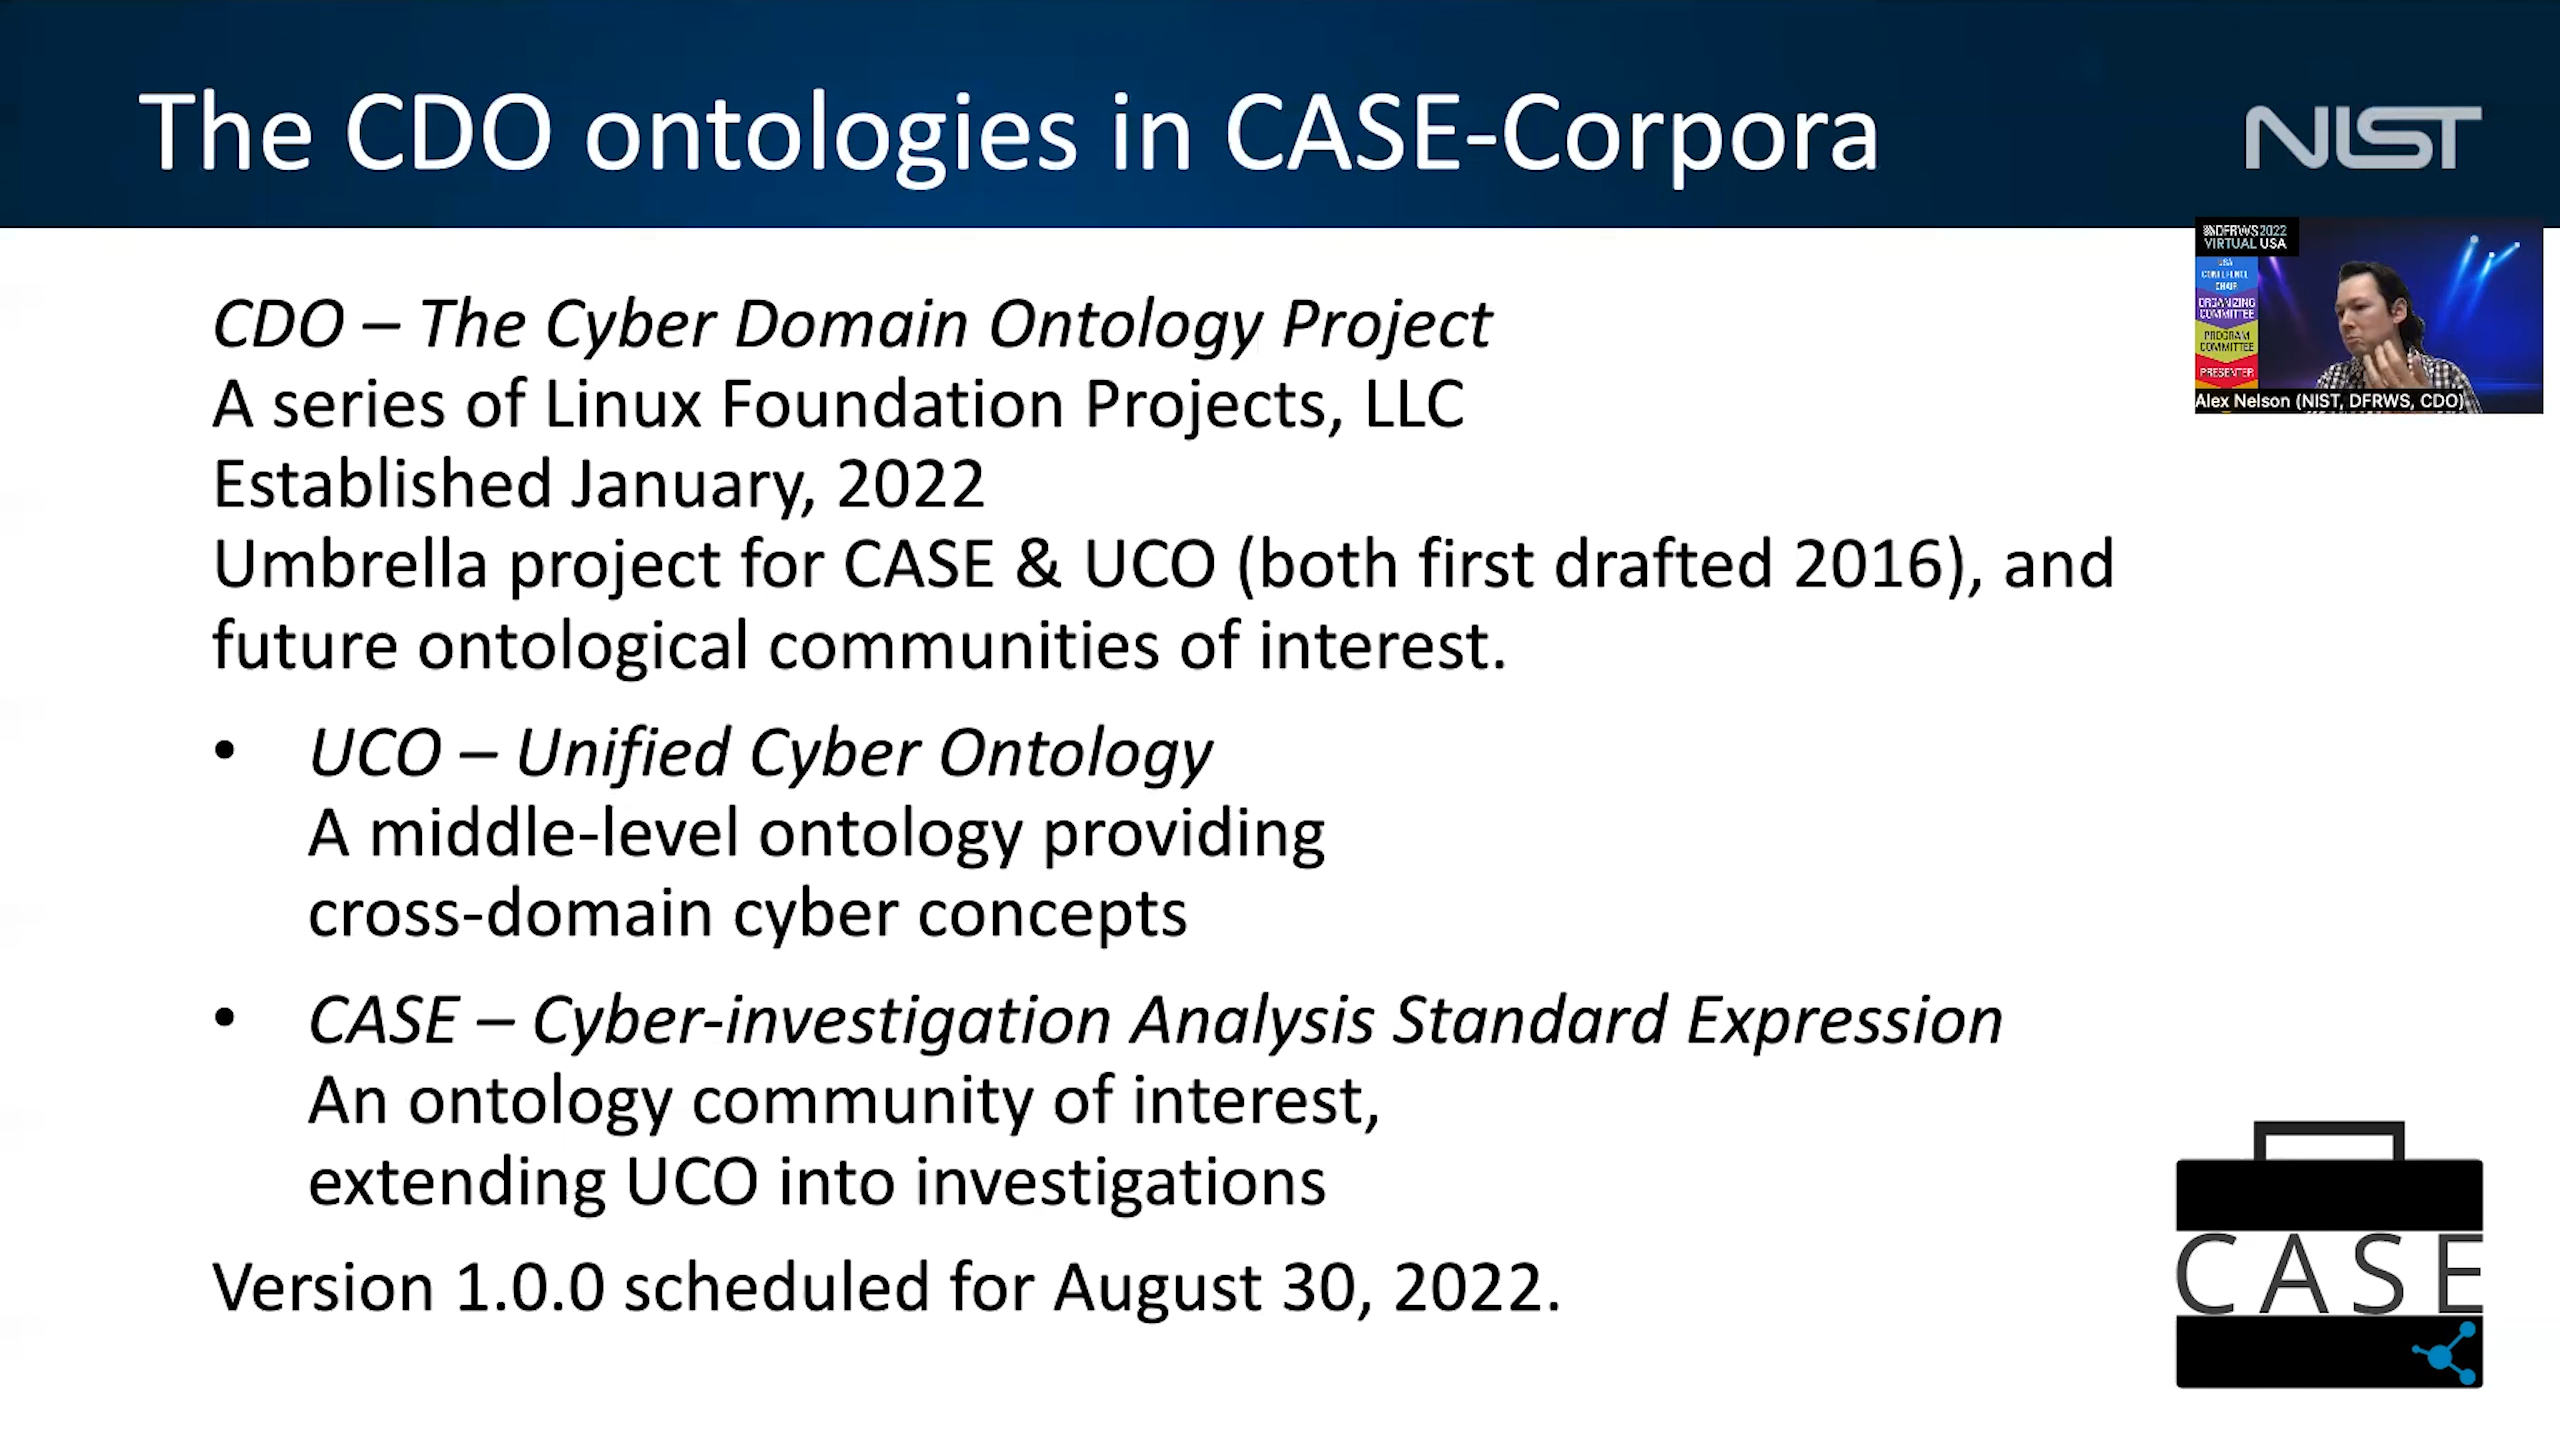 The CDO ontologies in CASE-Corpora
NIST
DFRWS2022
VIRTUAL USA
USA
CONFERENCE
CHAIR
ORGANIZING
COMMITTEE
PROGRAM
COMMITTEE
PRESENTER
Alex Nelson (NIST, DFRWS, CDO)
CDO – The Cyber Domain Ontology Project
A series of Linux Foundation Projects, LLC
Established January, 2022
Umbrella project for CASE & UCO (both first drafted 2016), and
future ontological communities of interest.
• UCO – Unified Cyber Ontology
A middle-level ontology providing
cross-domain cyber concepts
• CASE – Cyber-investigation Analysis Standard Expression
An ontology community of interest,
extending UCO into investigations
Version 1.0.0 scheduled for August 30, 2022.
CASE